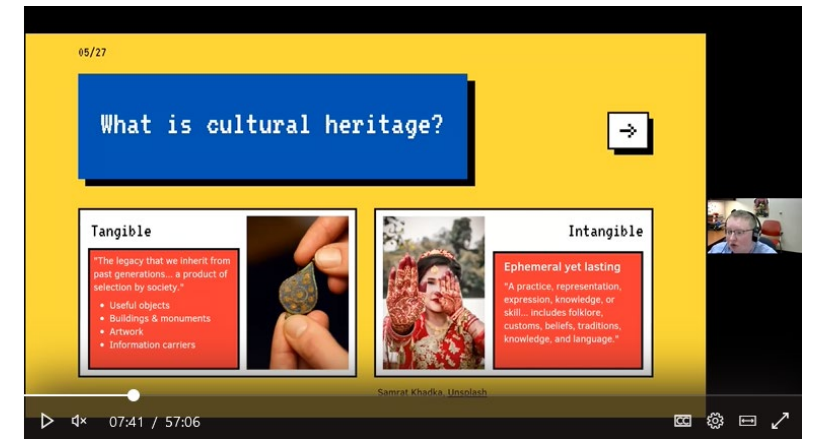 05/27
What is cultural heritage?
Tangible
"The legacy that we inherit from
past generations... a product of
selection by society."
• Useful objects
• Buildings & monuments
• Artwork
• Information carriers
Intangible
Ephemeral yet lasting
"A practice, representation,
expression, knowledge, or
skill... includes folklore,
customs, beliefs, traditions,
knowledge, and language."
Samrat Khadka, Unsplash
07:41 / 57:06
CC